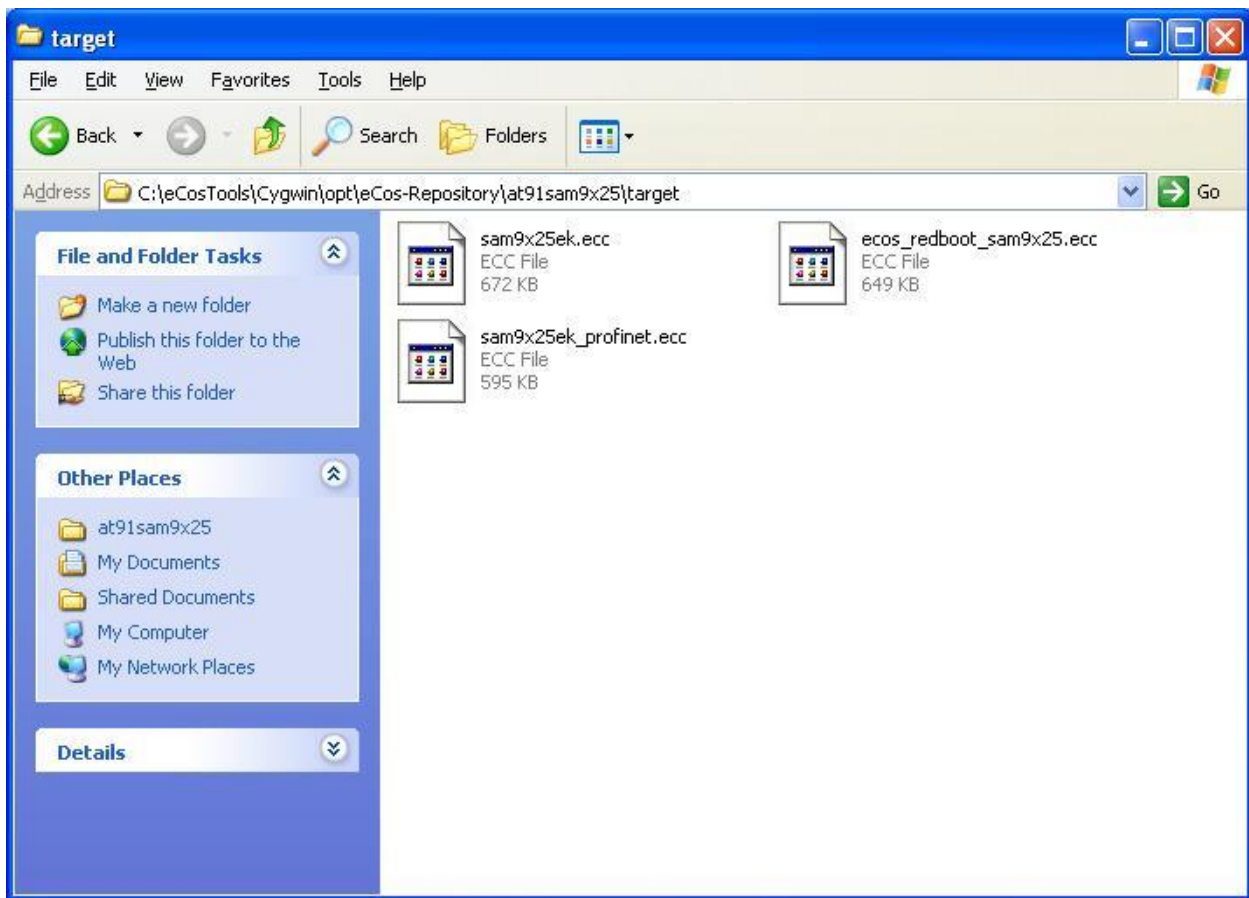 target
File Edit View Favorites Tools Help
Back Search Folders
Address C:\eCosTools\Cygwin\opt\eCos-Repository\at91sam9x25\target Go
File and Folder Tasks
Make a new folder
Publish this folder to the
Web
Share this folder
Other Places
at91sam9x25
My Documents
Shared Documents
My Computer
My Network Places
Details
sam9x25ek.ecc
ECC File
672 KB
ecos_redboot_sam9x25.ecc
ECC File
649 KB
sam9x25ek_profinet.ecc
ECC File
595 KB